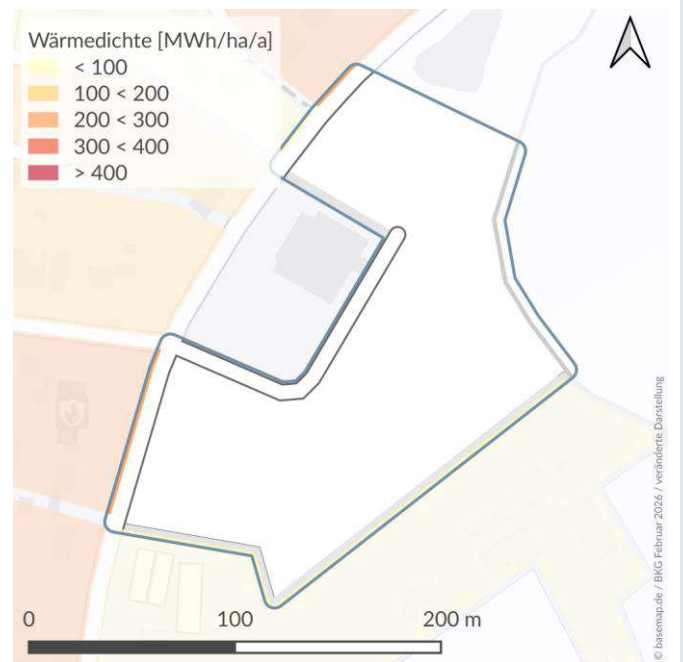 Wärmedichte [MWh/ha/a]
< 100
100 < 200
200 < 300
300 < 400
> 400
0 100 200 m
© basemap.de / BKG Februar 2026 / veränderte Darstellung